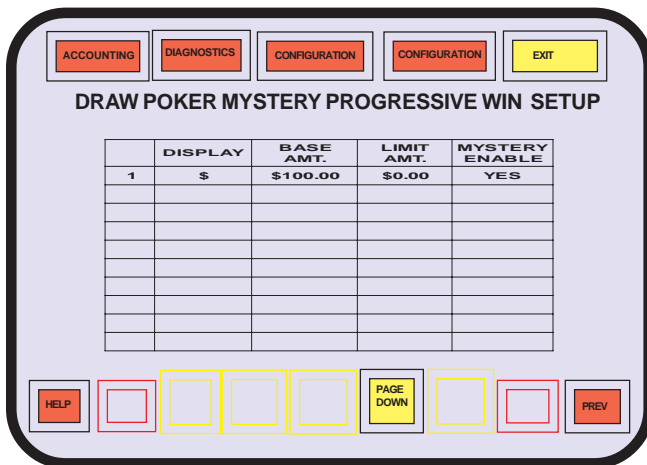 ACCOUNTING DIAGNOSTICS CONFIGURATION CONFIGURATION EXIT
DRAW POKER MYSTERY PROGRESSIVE WIN SETUP
DISPLAY BASE AMT. LIMIT AMT. MYSTERY ENABLE
1 $ $100.00 $0.00 YES
HELP PAGE DOWN PREV